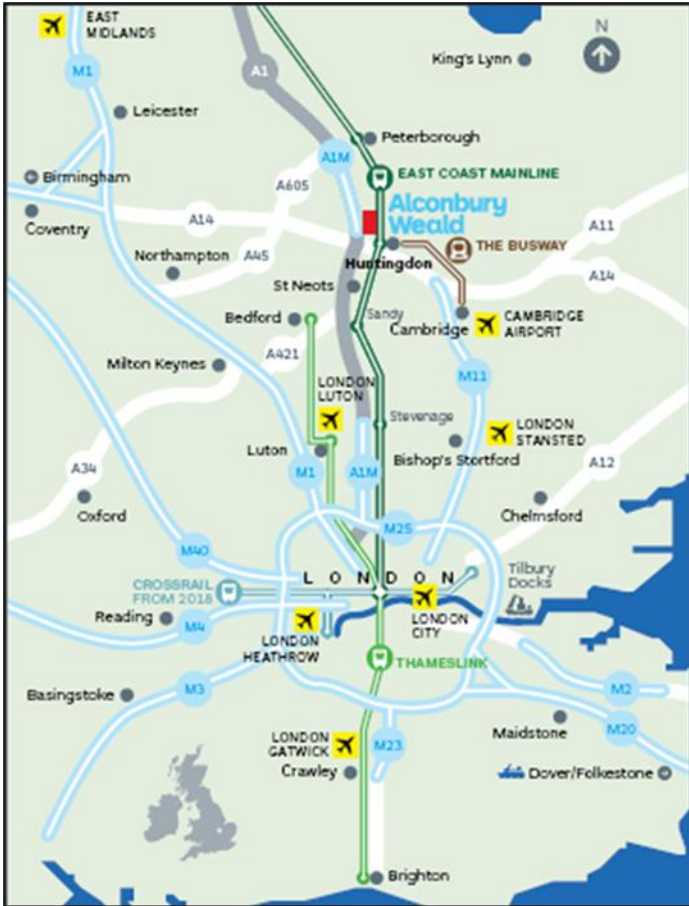 EAST
MIDLANDS
N
King's Lynn
M1
A1
Leicester
Peterborough
A1M
EAST COAST MAINLINE
Birmingham
A605
Alconbury
Weald
Coventry
A14
A11
THE BUSWAY
Northampton
A45
Huntingdon
A14
St Neots
Bedford
Sandy
Cambridge
CAMBRIDGE
AIRPORT
A421
Milton Keynes
M11
LONDON
LUTON
Stevenage
LONDON
STANSTED
Luton
Bishop's Stortford
A34
M1
A1M
A12
Oxford
Chelmsford
M25
M40
LONDON
Tilbury
Docks
CROSSRAIL
FROM 2018
Reading
M4
LONDON
HEATHROW
LONDON
CITY
THAMESLINK
Basingstoke
M3
M2
Maidstone
M20
LONDON
GATWICK
M23
Crawley
Dover/Folkestone
Brighton